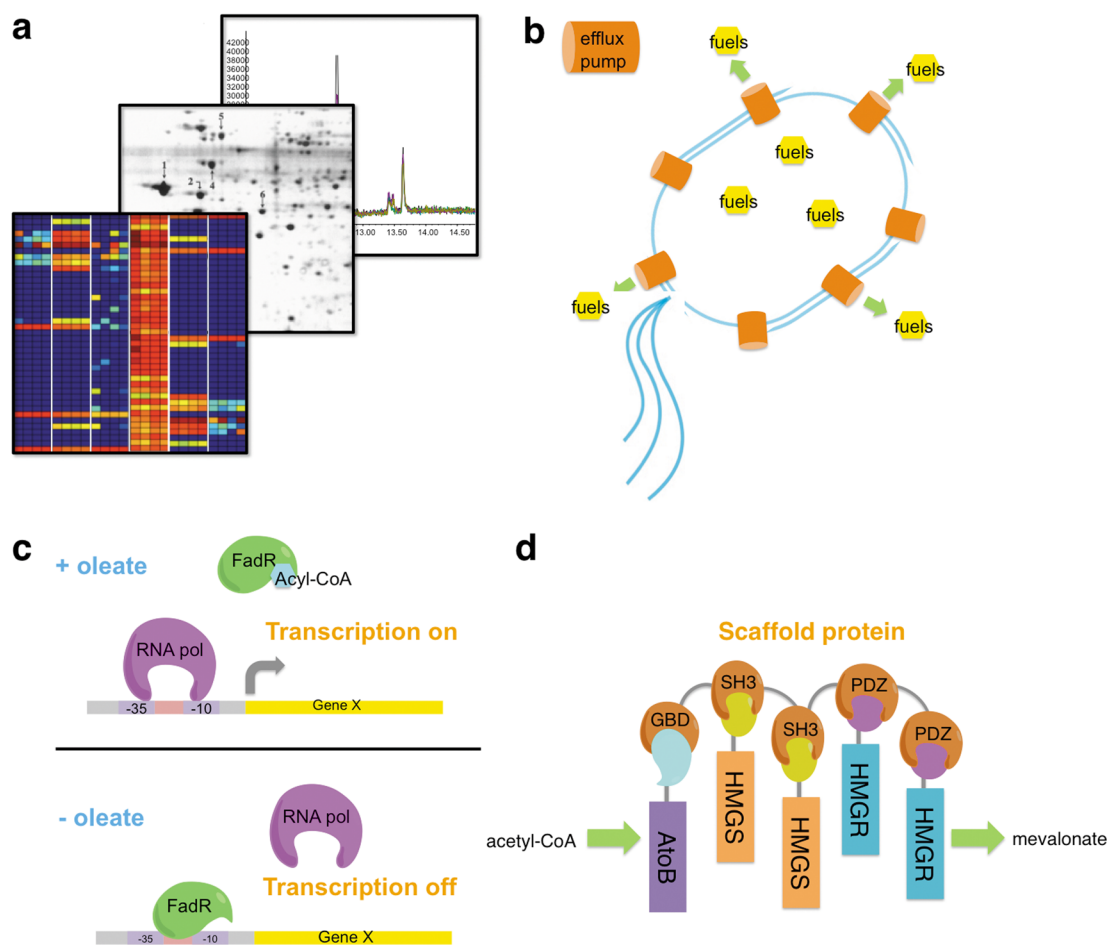 a
42000
40000
38000
36000
34000
32000
30000
13.00 13.50 14.00 14.50
5
1
2 4
6
b
efflux
pump
fuels
fuels
fuels
fuels
fuels
fuels
fuels
c
+ oleate
FadR
Acyl-CoA
RNA pol
Transcription on
-35 -10 Gene X
- oleate
RNA pol
Transcription off
FadR
-35 -10 Gene X
d
Scaffold protein
GBD SH3 SH3 PDZ PDZ
acetyl-CoA AtoB HMGS HMGS HMGR HMGR mevalonate